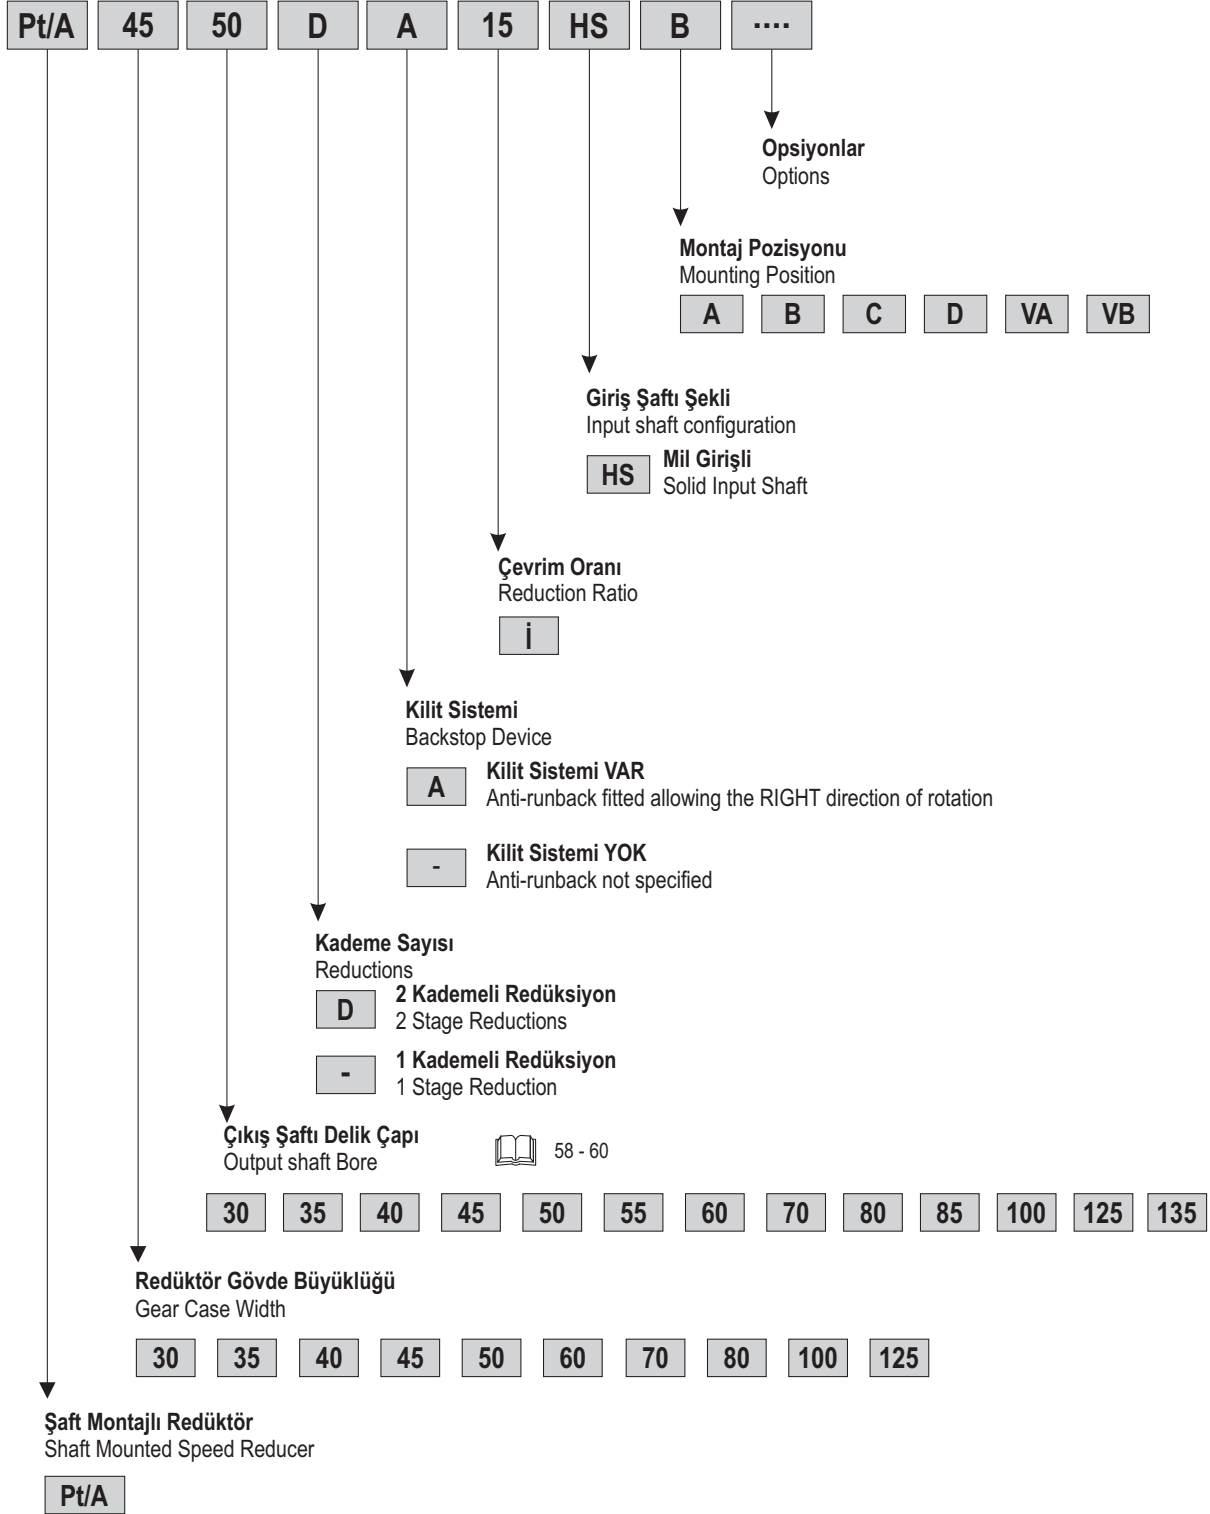 Pt/A 45 50 D A 15 HS B ....
Opsiyonlar
Options
Montaj Pozisyonu
Mounting Position
A B C D VA VB
Giriş Şaftı Şekli
Input shaft configuration
HS
Mil Girişli
Solid Input Shaft
Çevrim Oranı
Reduction Ratio
İ
Kilit Sistemi
Backstop Device
A
Kilit Sistemi VAR
Anti-runback fitted allowing the RIGHT direction of rotation
-
Kilit Sistemi YOK
Anti-runback not specified
Kademe Sayısı
Reductions
D
2 Kademeli Redüksiyon
2 Stage Reductions
-
1 Kademeli Redüksiyon
1 Stage Reduction
Çıkış Şaftı Delik Çapı
Output shaft Bore
58 - 60
30 35 40 45 50 55 60 70 80 85 100 125 135
Redüktör Gövde Büyüklüğü
Gear Case Width
30 35 40 45 50 60 70 80 100 125
Şaft Montajlı Redüktör
Shaft Mounted Speed Reducer
Pt/A